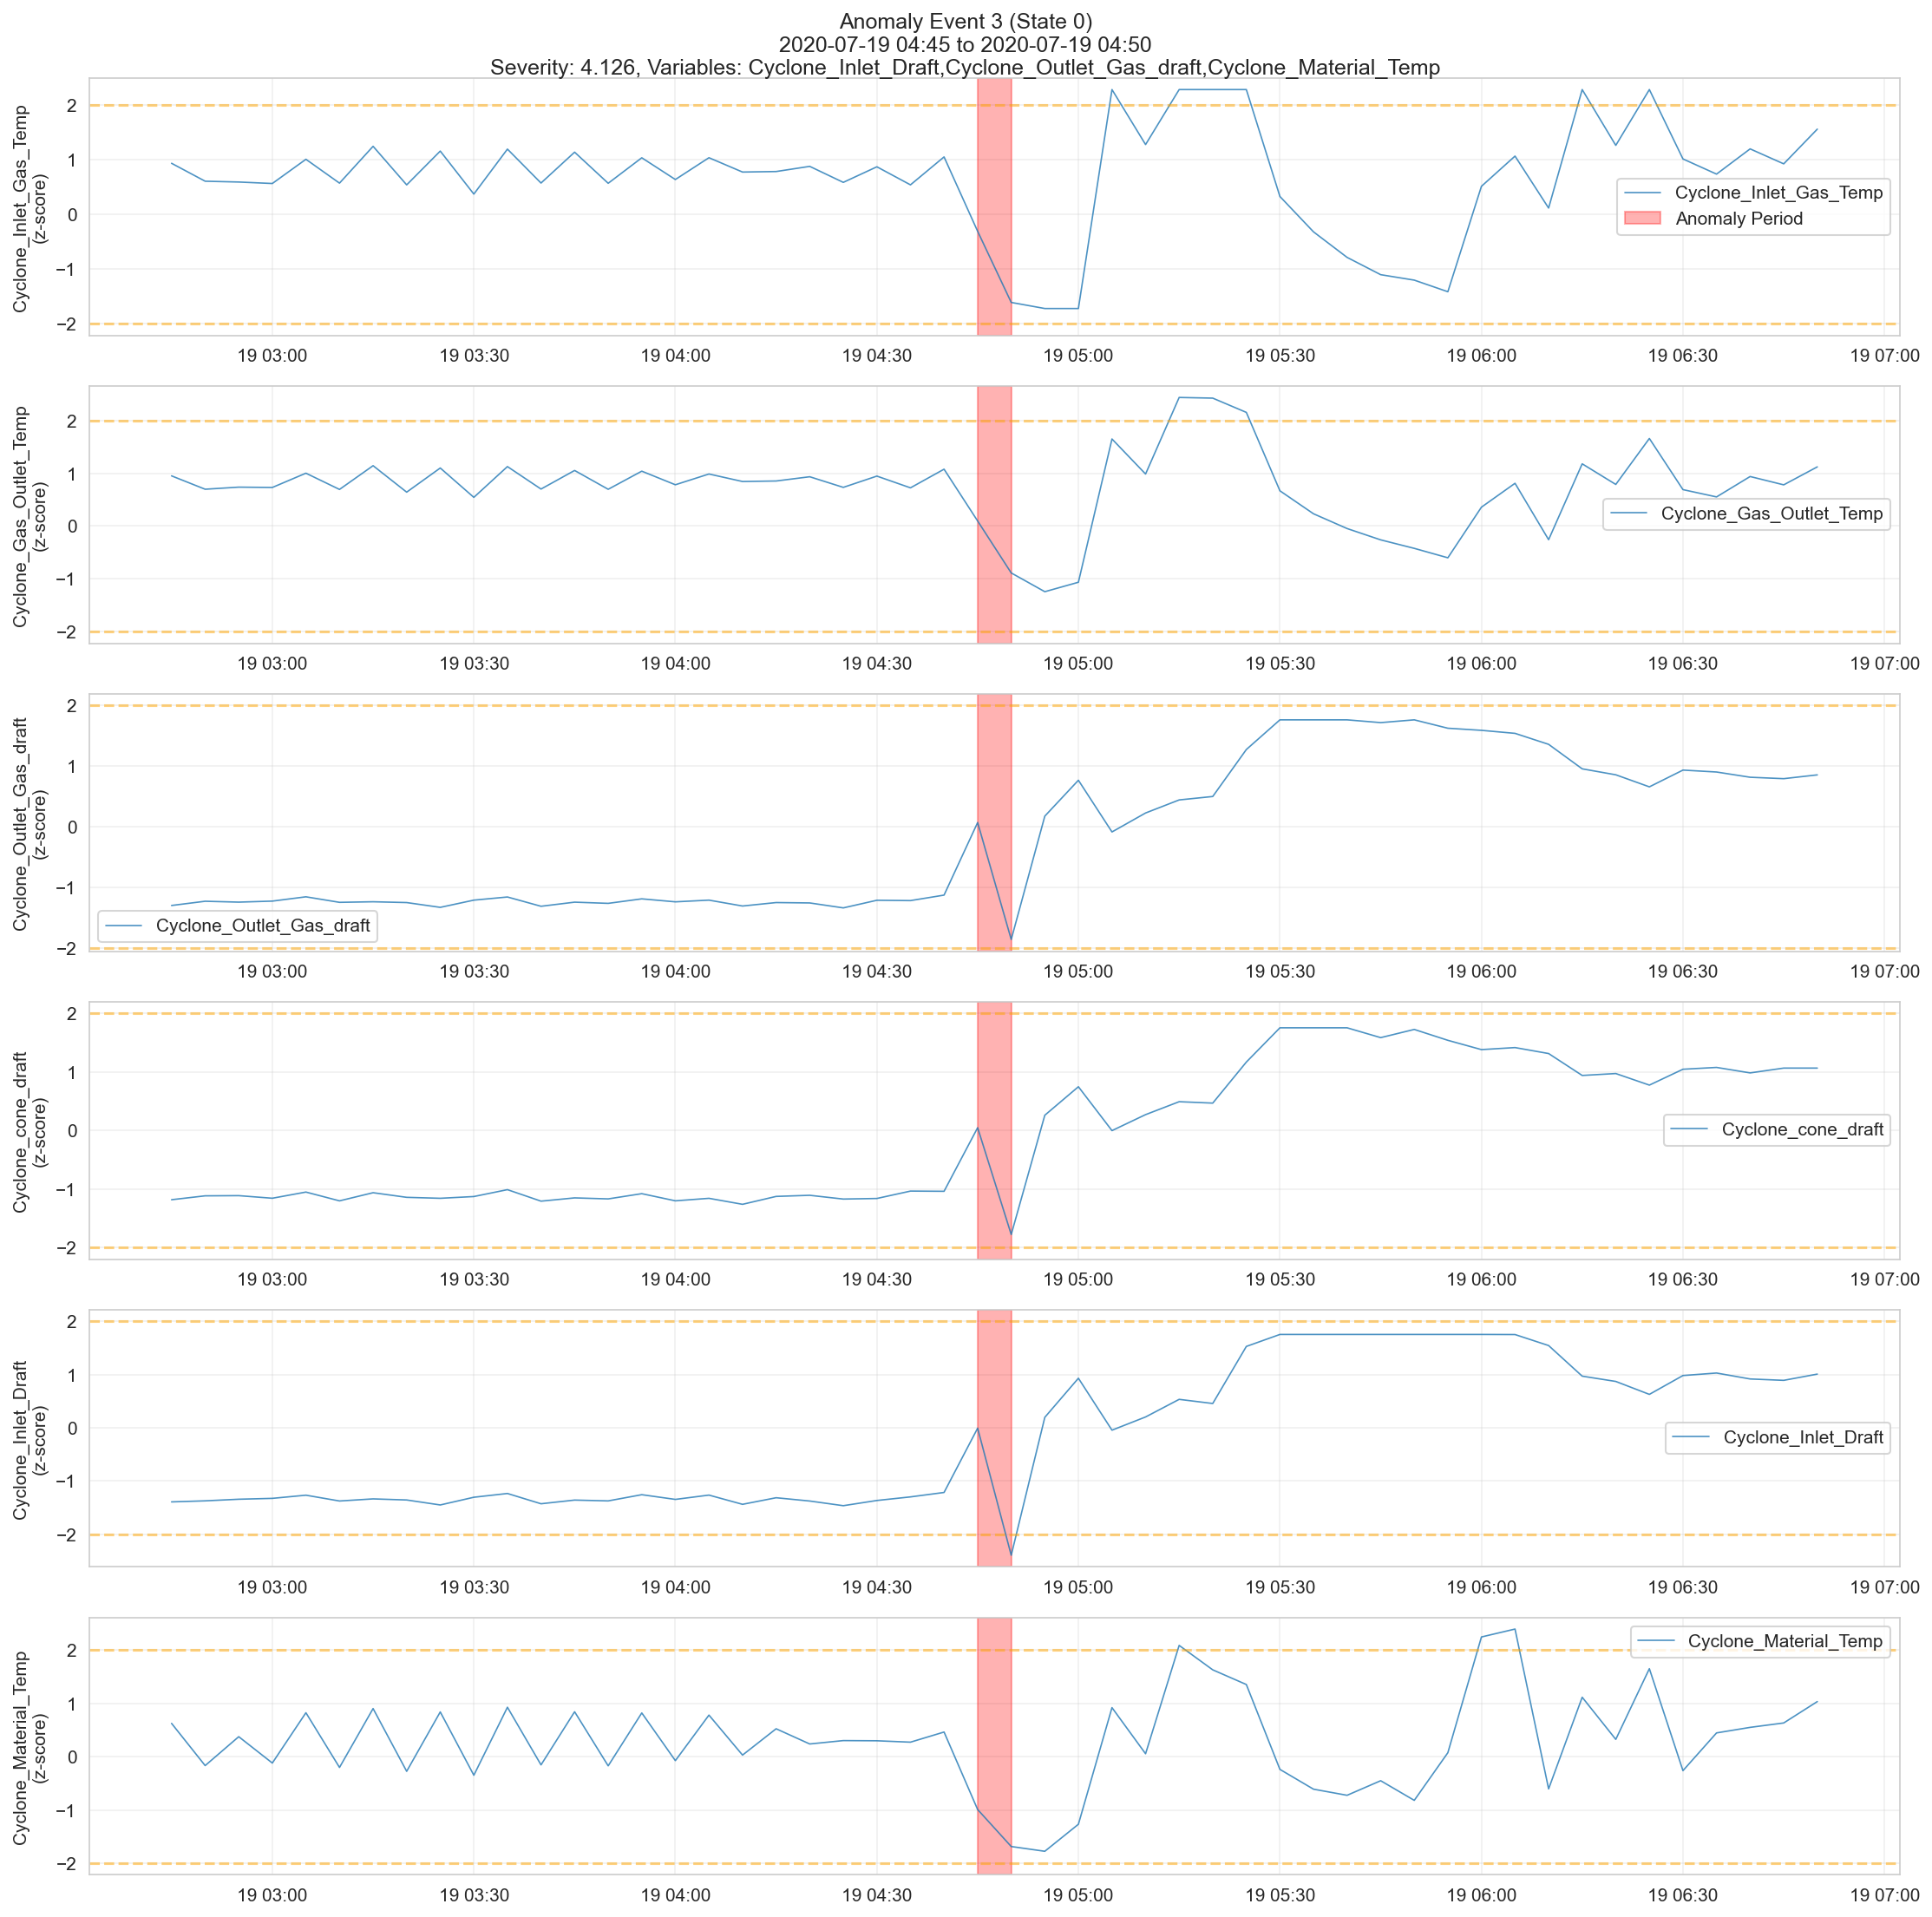 Anomaly Event 3 (State 0)
2020-07-19 04:45 to 2020-07-19 04:50
Severity: 4.126, Variables: Cyclone_Inlet_Draft,Cyclone_Outlet_Gas_draft,Cyclone_Material_Temp
Cyclone_Inlet_Gas_Temp
(z-score)
2
1
0
−1
−2
Cyclone_Inlet_Gas_Temp
Anomaly Period
19 03:00 19 03:30 19 04:00 19 04:30 19 05:00 19 05:30 19 06:00 19 06:30 19 07:00
Cyclone_Gas_Outlet_Temp
(z-score)
2
1
0
−1
−2
Cyclone_Gas_Outlet_Temp
19 03:00 19 03:30 19 04:00 19 04:30 19 05:00 19 05:30 19 06:00 19 06:30 19 07:00
Cyclone_Outlet_Gas_draft
(z-score)
2
1
0
−1
−2
Cyclone_Outlet_Gas_draft
19 03:00 19 03:30 19 04:00 19 04:30 19 05:00 19 05:30 19 06:00 19 06:30 19 07:00
Cyclone_cone_draft
(z-score)
2
1
0
−1
−2
Cyclone_cone_draft
19 03:00 19 03:30 19 04:00 19 04:30 19 05:00 19 05:30 19 06:00 19 06:30 19 07:00
Cyclone_Inlet_Draft
(z-score)
2
1
0
−1
−2
Cyclone_Inlet_Draft
19 03:00 19 03:30 19 04:00 19 04:30 19 05:00 19 05:30 19 06:00 19 06:30 19 07:00
Cyclone_Material_Temp
(z-score)
2
1
0
−1
−2
Cyclone_Material_Temp
19 03:00 19 03:30 19 04:00 19 04:30 19 05:00 19 05:30 19 06:00 19 06:30 19 07:00